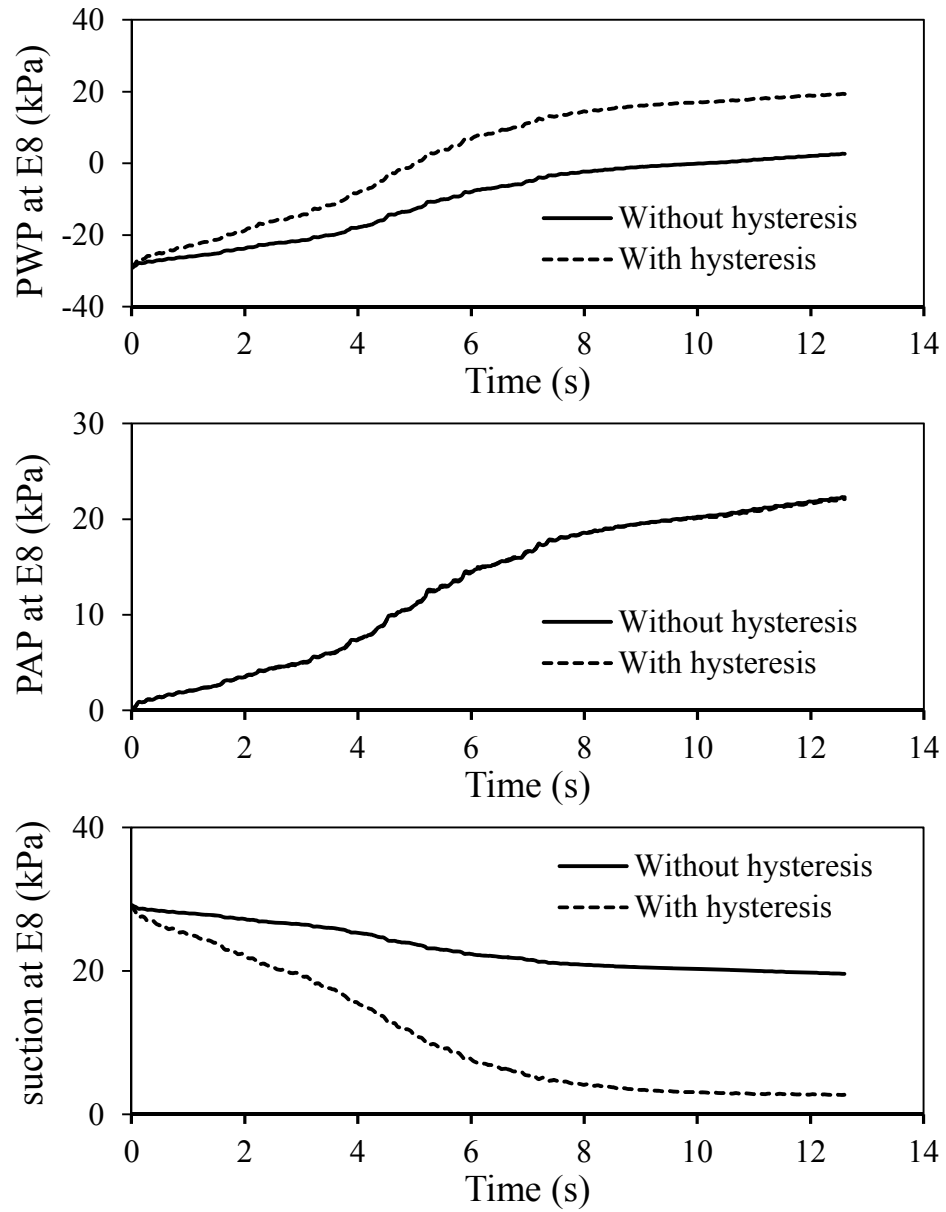 PWP at E8 (kPa)
40
20
0
-20
-40
Without hysteresis
With hysteresis
0 2 4 6 8 10 12 14
Time (s)
PAP at E8 (kPa)
30
20
10
0
Without hysteresis
With hysteresis
0 2 4 6 8 10 12 14
Time (s)
suction at E8 (kPa)
40
20
0
Without hysteresis
With hysteresis
0 2 4 6 8 10 12 14
Time (s)